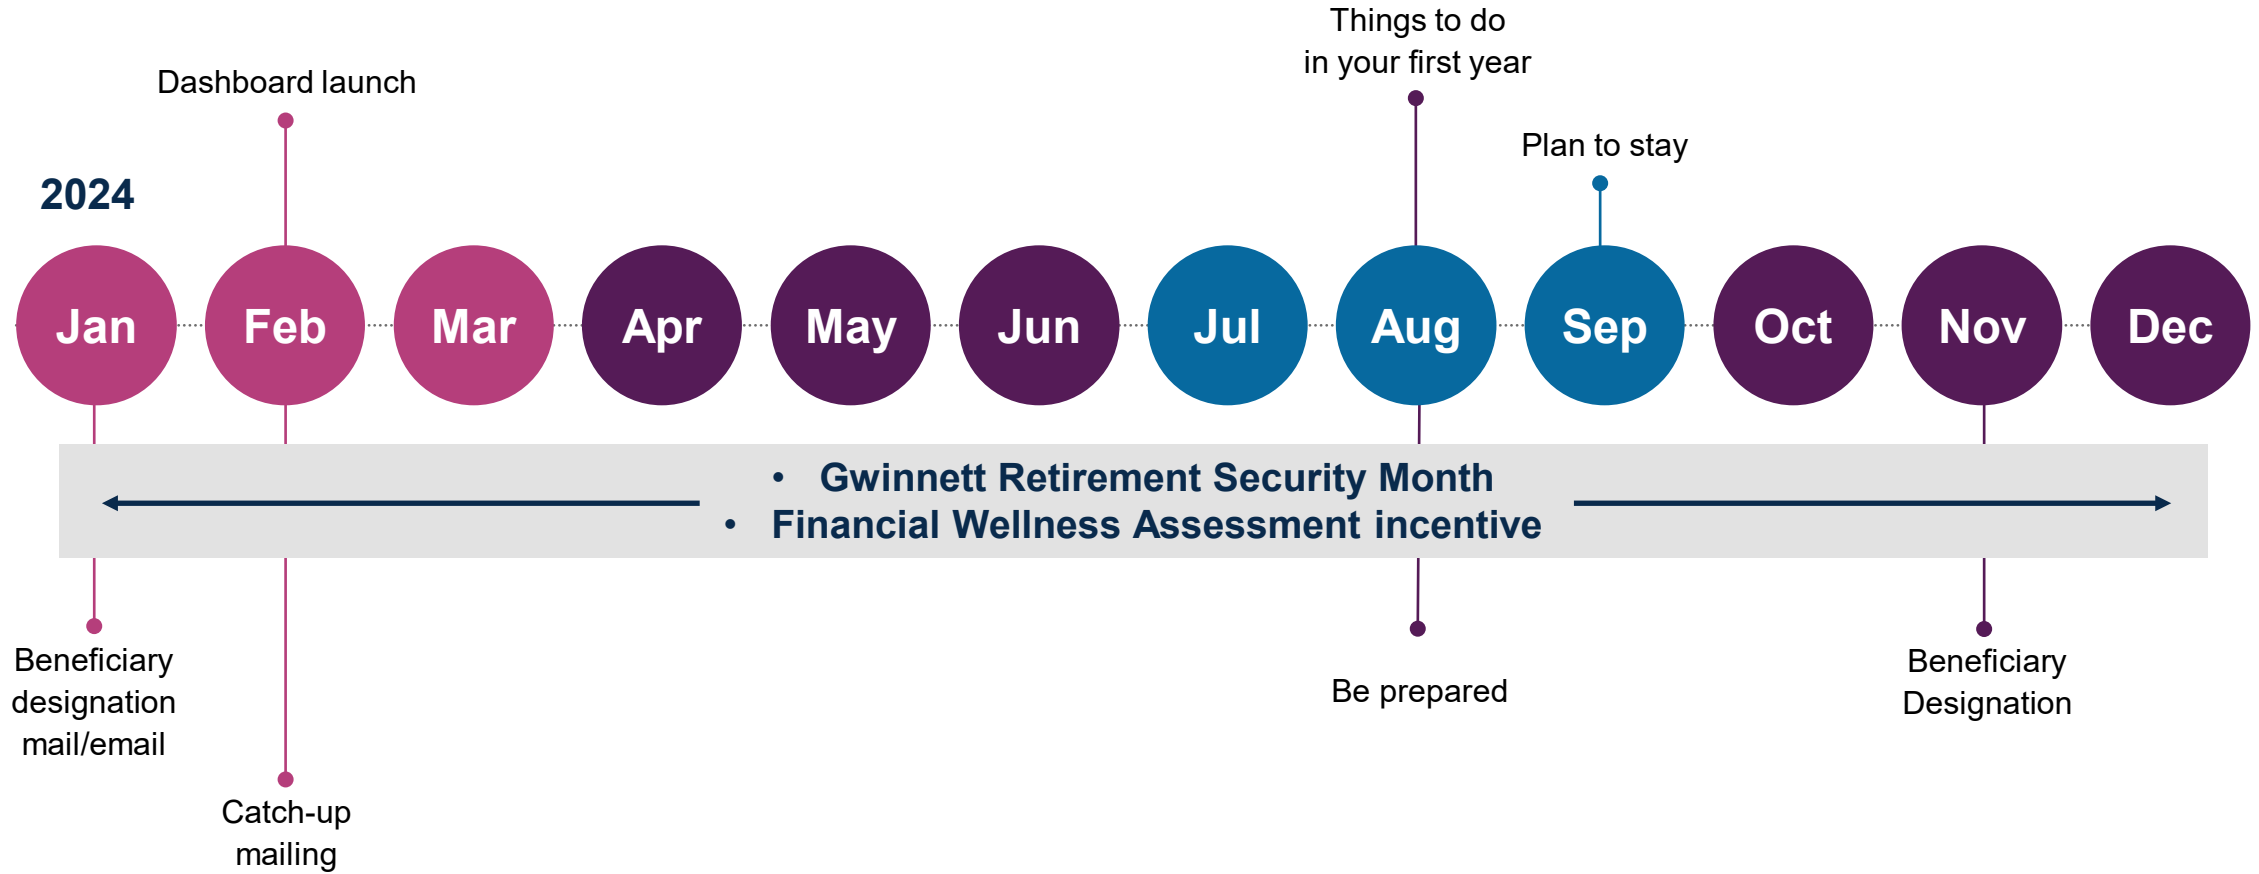 Things to do
in your first year
Dashboard launch
Plan to stay
2024
Jan Feb Mar Apr May Jun Jul Aug Sep Oct Nov Dec
• Gwinnett Retirement Security Month
• Financial Wellness Assessment incentive
Beneficiary
designation
mail/email
Catch-up
mailing
Be prepared
Beneficiary
Designation